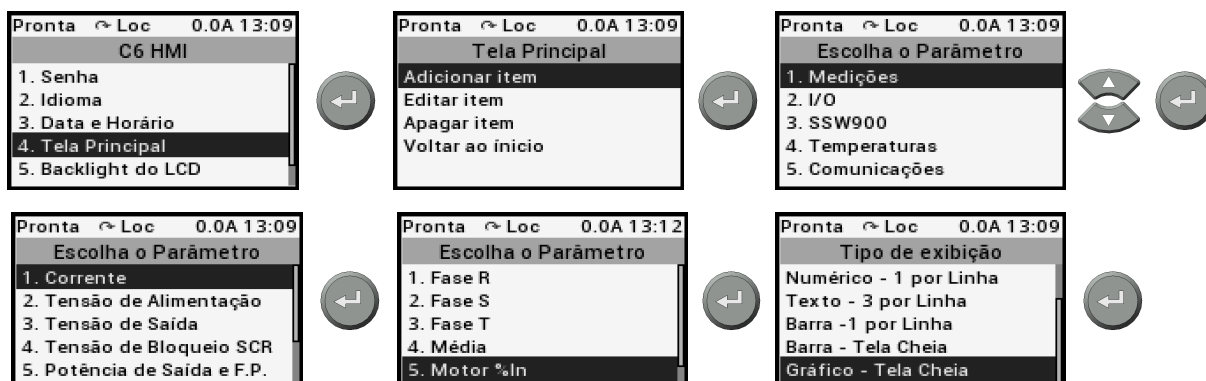 Pronta Loc 0.0A 13:09
C6 HMI
1. Senha
2. Idioma
3. Data e Horário
4. Tela Principal
5. Backlight do LCD
Pronta Loc 0.0A 13:09
Tela Principal
Adicionar item
Editar item
Apagar item
Voltar ao ínicio
Pronta Loc 0.0A 13:09
Escolha o Parâmetro
1. Medições
2. I/O
3. SSW900
4. Temperaturas
5. Comunicações
Pronta Loc 0.0A 13:09
Escolha o Parâmetro
1. Corrente
2. Tensão de Alimentação
3. Tensão de Saída
4. Tensão de Bloqueio SCR
5. Potência de Saída e F.P.
Pronta Loc 0.0A 13:12
Escolha o Parâmetro
1. Fase R
2. Fase S
3. Fase T
4. Média
5. Motor %In
Pronta Loc 0.0A 13:09
Tipo de exibição
Numérico - 1 por Linha
Texto - 3 por Linha
Barra -1 por Linha
Barra - Tela Cheia
Gráfico - Tela Cheia